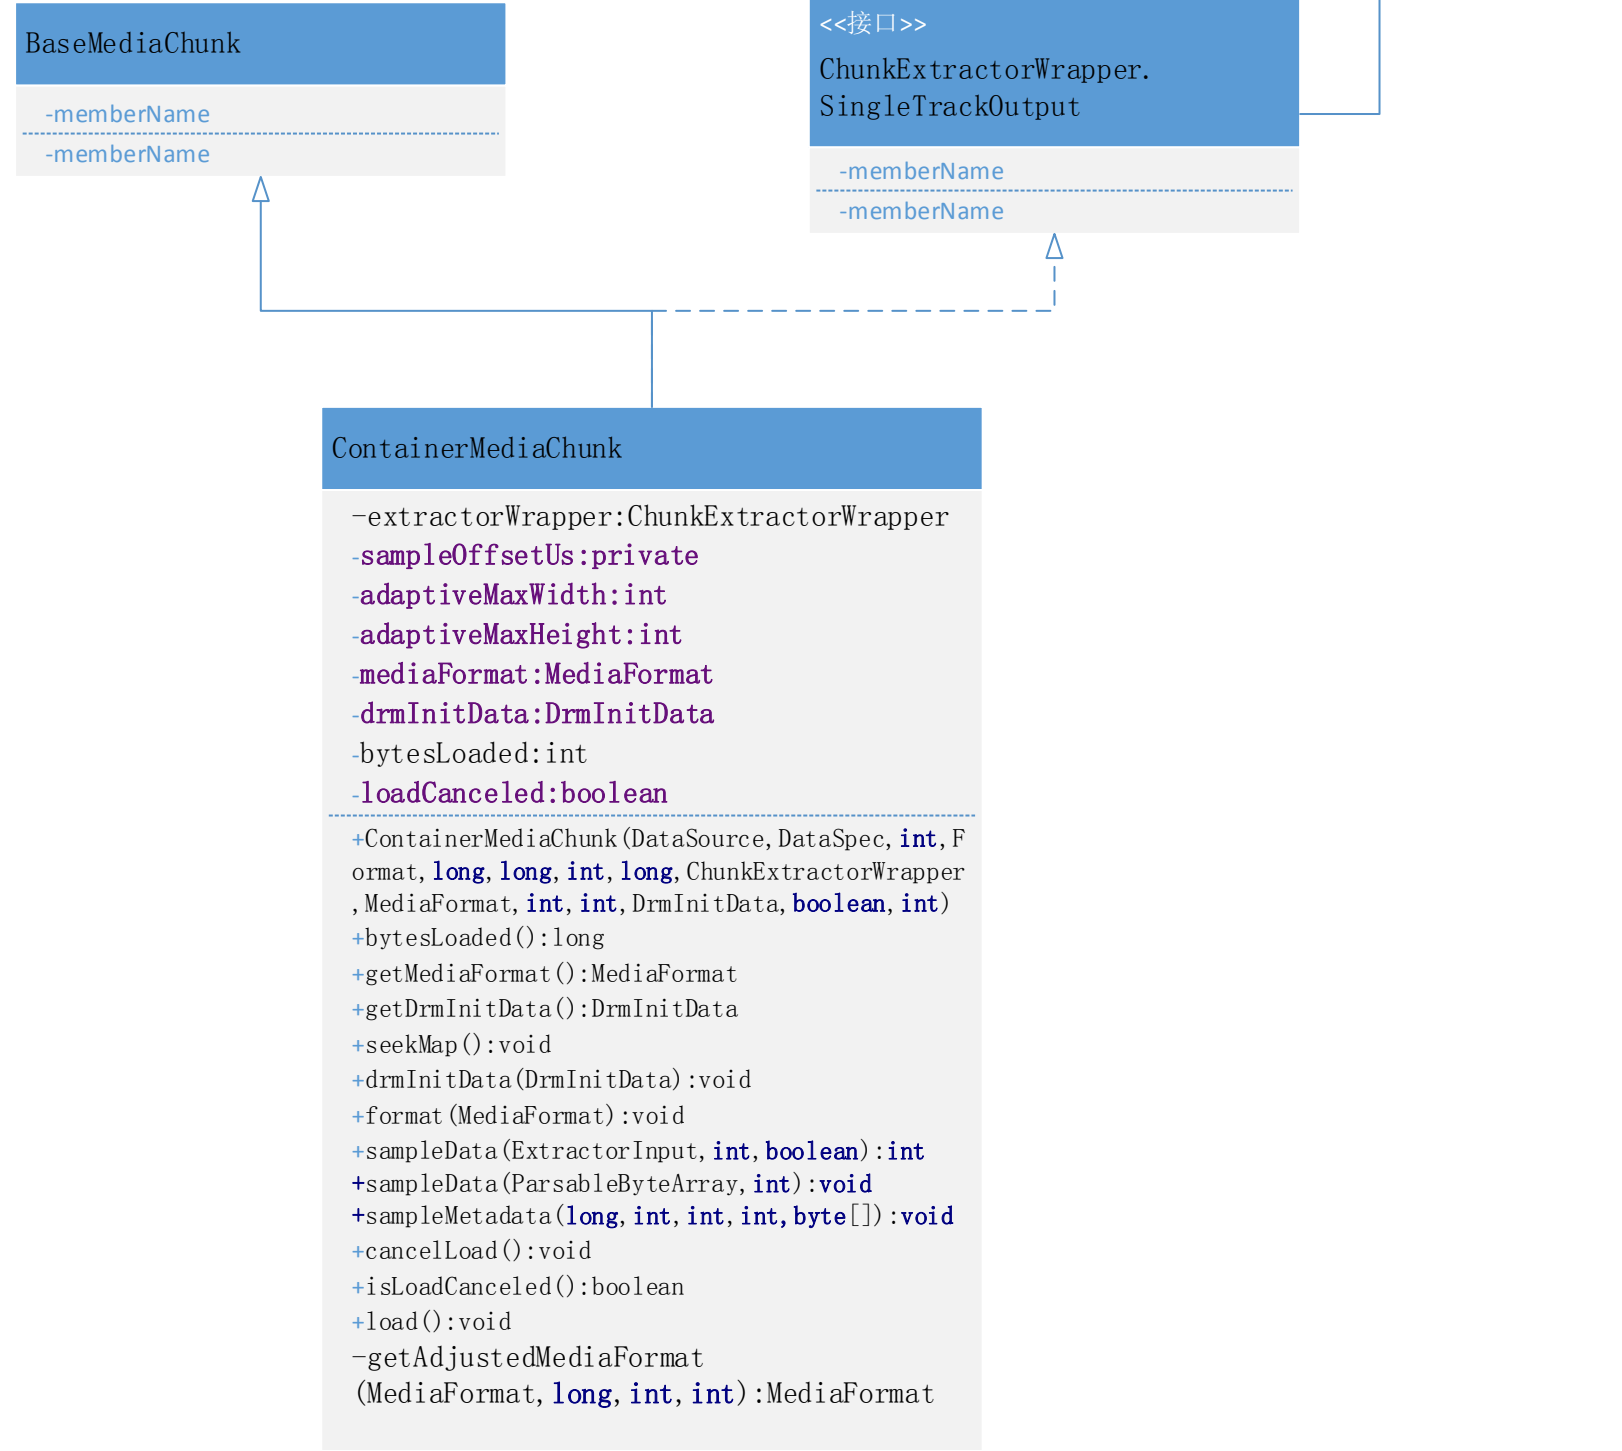 BaseMediaChunk
-memberName
-memberName
<<接口>>
ChunkExtractorWrapper.
SingleTrackOutput
-memberName
-memberName
ContainerMediaChunk
-extractorWrapper:ChunkExtractorWrapper
-sampleOffsetUs:private
-adaptiveMaxWidth:int
-adaptiveMaxHeight:int
-mediaFormat:MediaFormat
-drmInitData:DrmInitData
-bytesLoaded:int
-loadCanceled:boolean
+ContainerMediaChunk(DataSource,DataSpec,int,F
ormat,long,long,int,long,ChunkExtractorWrapper
,MediaFormat,int,int,DrmInitData,boolean,int)
+bytesLoaded():long
+getMediaFormat():MediaFormat
+getDrmInitData():DrmInitData
+seekMap():void
+drmInitData(DrmInitData):void
+format(MediaFormat):void
+sampleData(ExtractorInput,int,boolean):int
+sampleData(ParsableByteArray,int):void
+sampleMetadata(long,int,int,int,byte[]):void
+cancelLoad():void
+isLoadCanceled():boolean
+load():void
-getAdjustedMediaFormat
(MediaFormat,long,int,int):MediaFormat